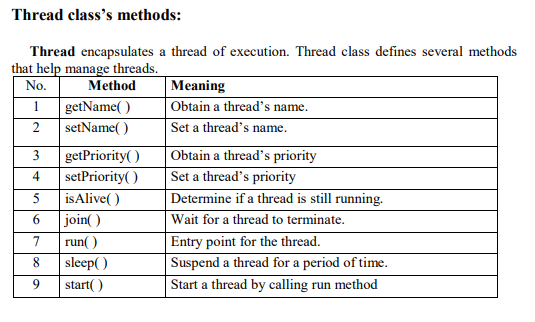 Thread class’s methods:
Thread encapsulates a thread of execution. Thread class defines several methods
that help manage threads.
No. Method Meaning
1 getName( ) Obtain a thread’s name.
2 setName( ) Set a thread’s name.
3 getPriority( ) Obtain a thread’s priority
4 setPriority( ) Set a thread’s priority
5 isAlive( ) Determine if a thread is still running.
6 join( ) Wait for a thread to terminate.
7 run( ) Entry point for the thread.
8 sleep( ) Suspend a thread for a period of time.
9 start( ) Start a thread by calling run method